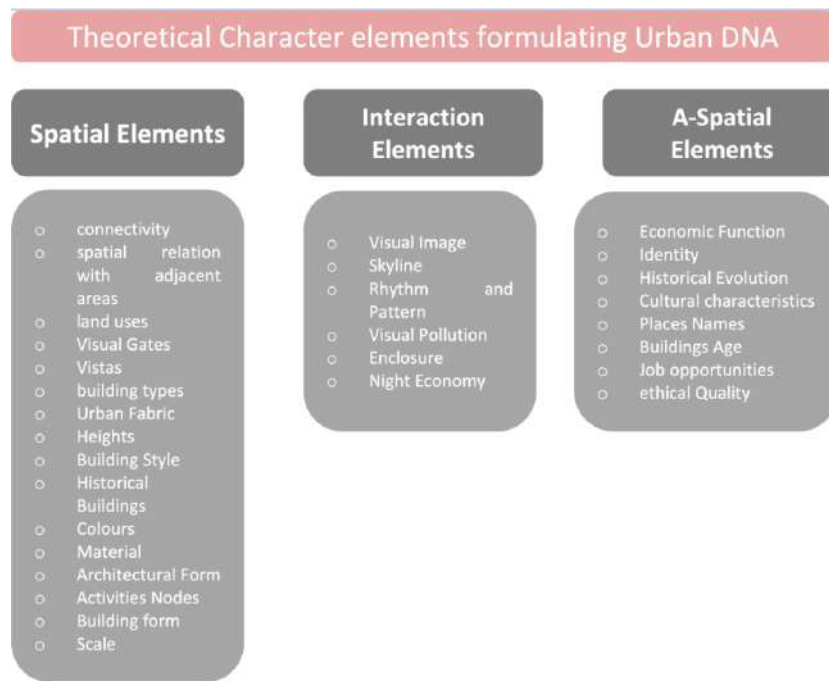 Theoretical Character elements formulating Urban DNA
Spatial Elements
connectivity
spatial relation
with adjacent
areas
land uses
Visual Gates
Vistas
building types
Urban Fabric
Heights
Building Style
Historical
Buildings
Colours
Material
Architectural Form
Activities Nodes
Building form
Scale
Interaction
Elements
Visual Image
Skyline
Rhythm and
Pattern
Visual Pollution
Enclosure
Night Economy
A-Spatial
Elements
Economic Function
Identity
Historical Evolution
Cultural characteristics
Places Names
Buildings Age
Job opportunities
ethical Quality